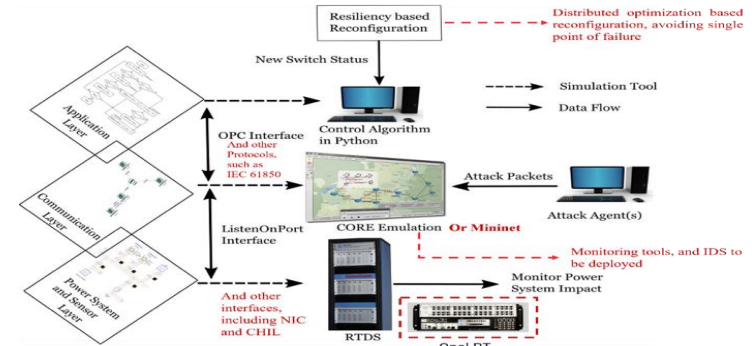 Resiliency based
Reconfiguration
Distributed optimization based
reconfiguration, avoiding single
point of failure
New Switch Status
Simulation Tool
Data Flow
Application
Layer
OPC Interface
And other
Protocols,
such as
IEC 61850
Control Algorithm
in Python
Communication
Layer
Attack Packets
Attack Agent(s)
ListenOnPort
Interface
CORE Emulation Or Mininet
Monitoring tools, and IDS to
be deployed
Power System
and Sensor
Layer
And other
interfaces,
including NIC
and CHIL
Monitor Power
System Impact
RTDS